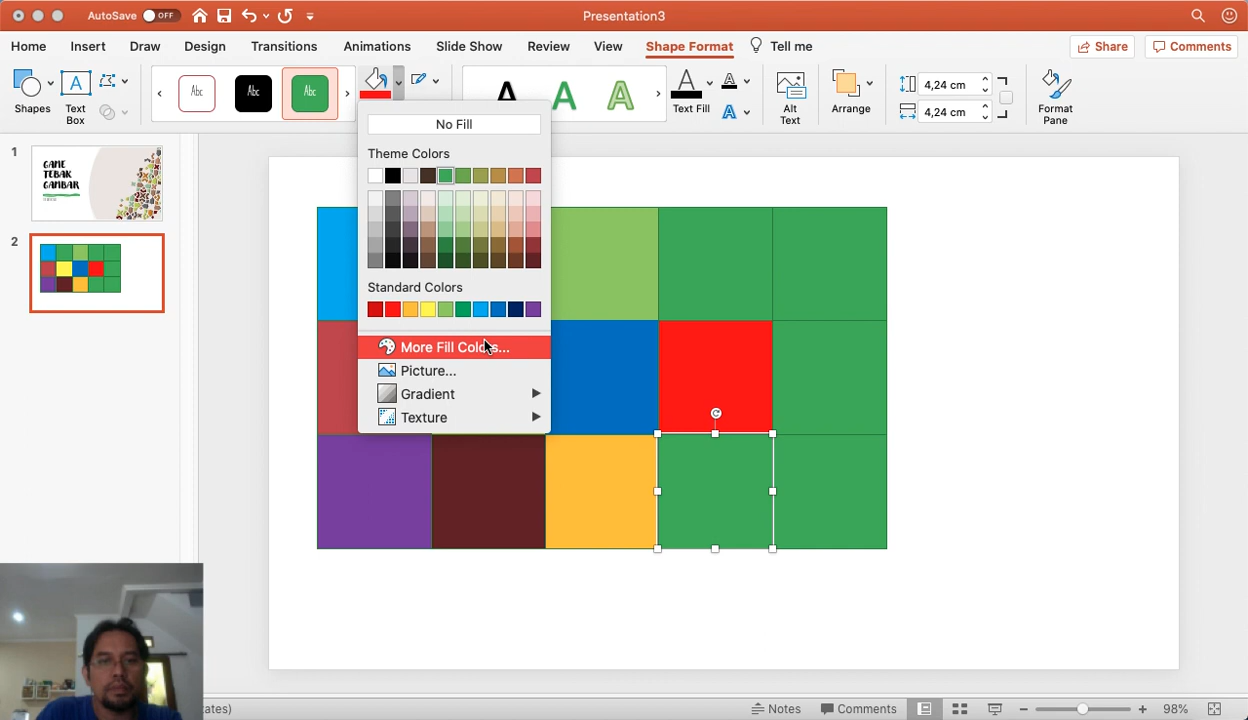 AutoSave OFF
Presentation3
Home Insert Draw Design Transitions Animations Slide Show Review View Shape Format Tell me
Share Comments
Shapes
Text
Box
Abc Abc Abc
A A A
Text Fill
Alt
Text
Arrange
4,24 cm
4,24 cm
Format
Pane
No Fill
Theme Colors
Standard Colors
More Fill Colors...
Picture...
Gradient
Texture
1
GAME
TEBAK
GAMBAR
2
tates)
Notes Comments 98%